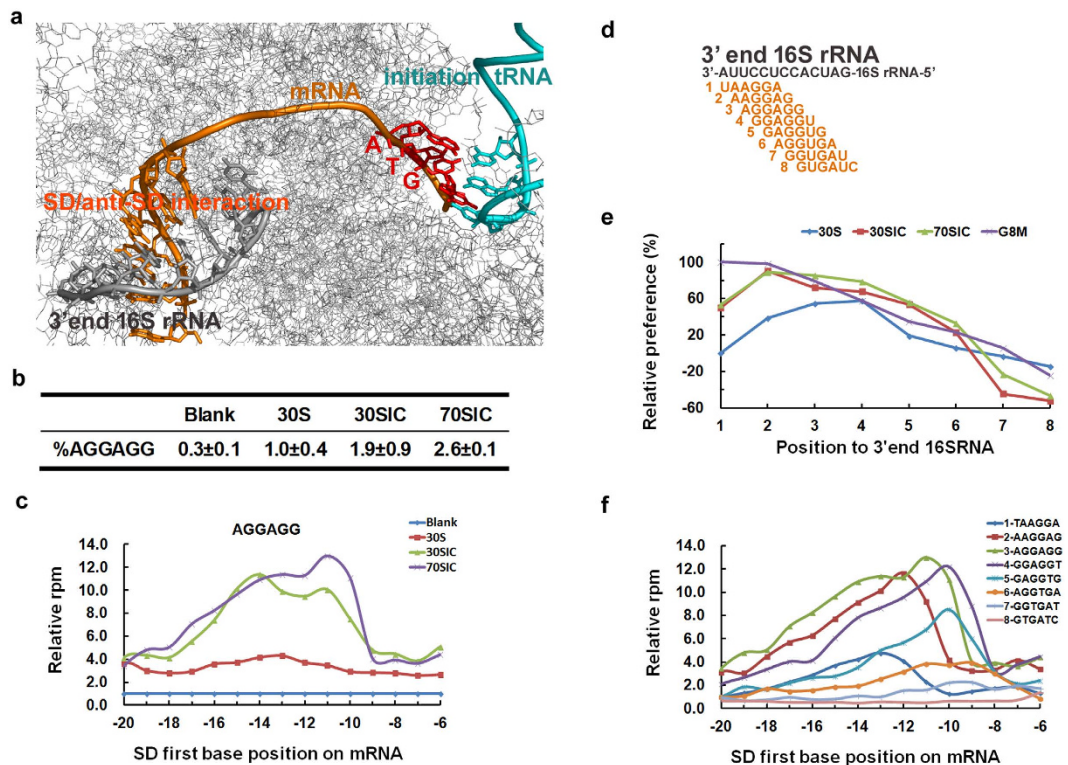 a
initiation tRNA
mRNA
A
T
G
SD/anti-SD interaction
3'end 16S rRNA
b
Blank 30S 30SIC 70SIC
%AGGAGG 0.3±0.1 1.0±0.4 1.9±0.9 2.6±0.1
c
AGGAGG
Blank
30S
30SIC
70SIC
Relative rpm
14.0
12.0
10.0
8.0
6.0
4.0
2.0
0.0
-20 -18 -16 -14 -12 -10 -8 -6
SD first base position on mRNA
d
3' end 16S rRNA
3'-AUUCCUCCACUAG-16S rRNA-5'
1 UAAGGA
2 AAGGAG
3 AGGAGG
4 GGAGGU
5 GAGGUG
6 AGGUGA
7 GGUGAU
8 GUGAUC
e
30S 30SIC 70SIC G8M
Relative preference (%)
100
60
20
-20
-60
1 2 3 4 5 6 7 8
Position to 3'end 16SRNA
f
1-TAAGGA
2-AAGGAG
3-AGGAGG
4-GGAGGT
5-GAGGTG
6-AGGTGA
7-GGTGAT
8-GTGATC
Relative rpm
14.0
12.0
10.0
8.0
6.0
4.0
2.0
0.0
-20 -18 -16 -14 -12 -10 -8 -6
SD first base position on mRNA